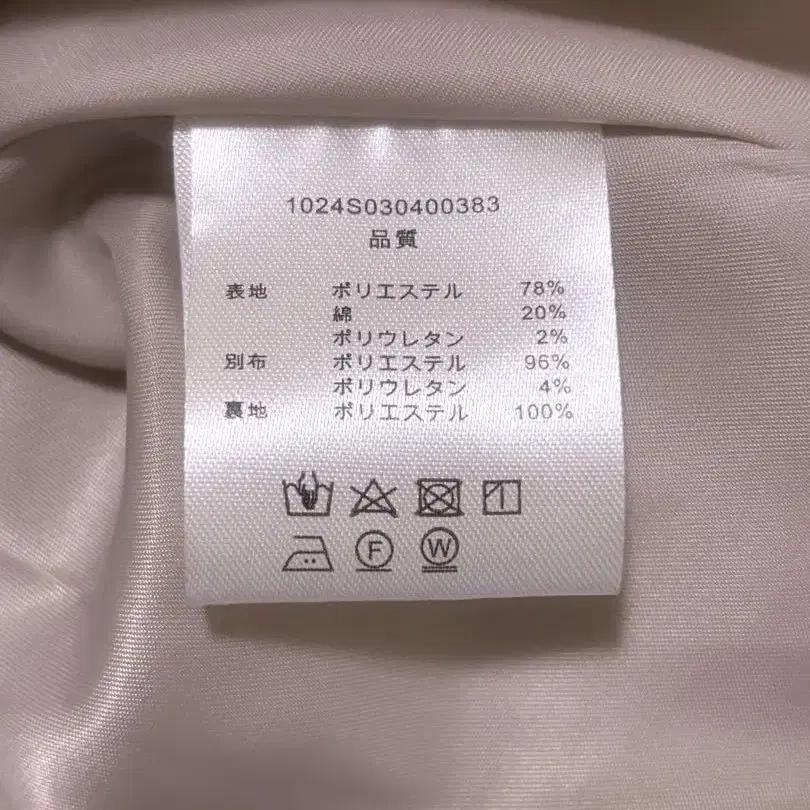 1024S030400383
品質
表地 ポリエステル 78%
綿 20%
ポリウレタン 2%
別布 ポリエステル 96%
ポリウレタン 4%
裏地 ポリエステル 100%
F W